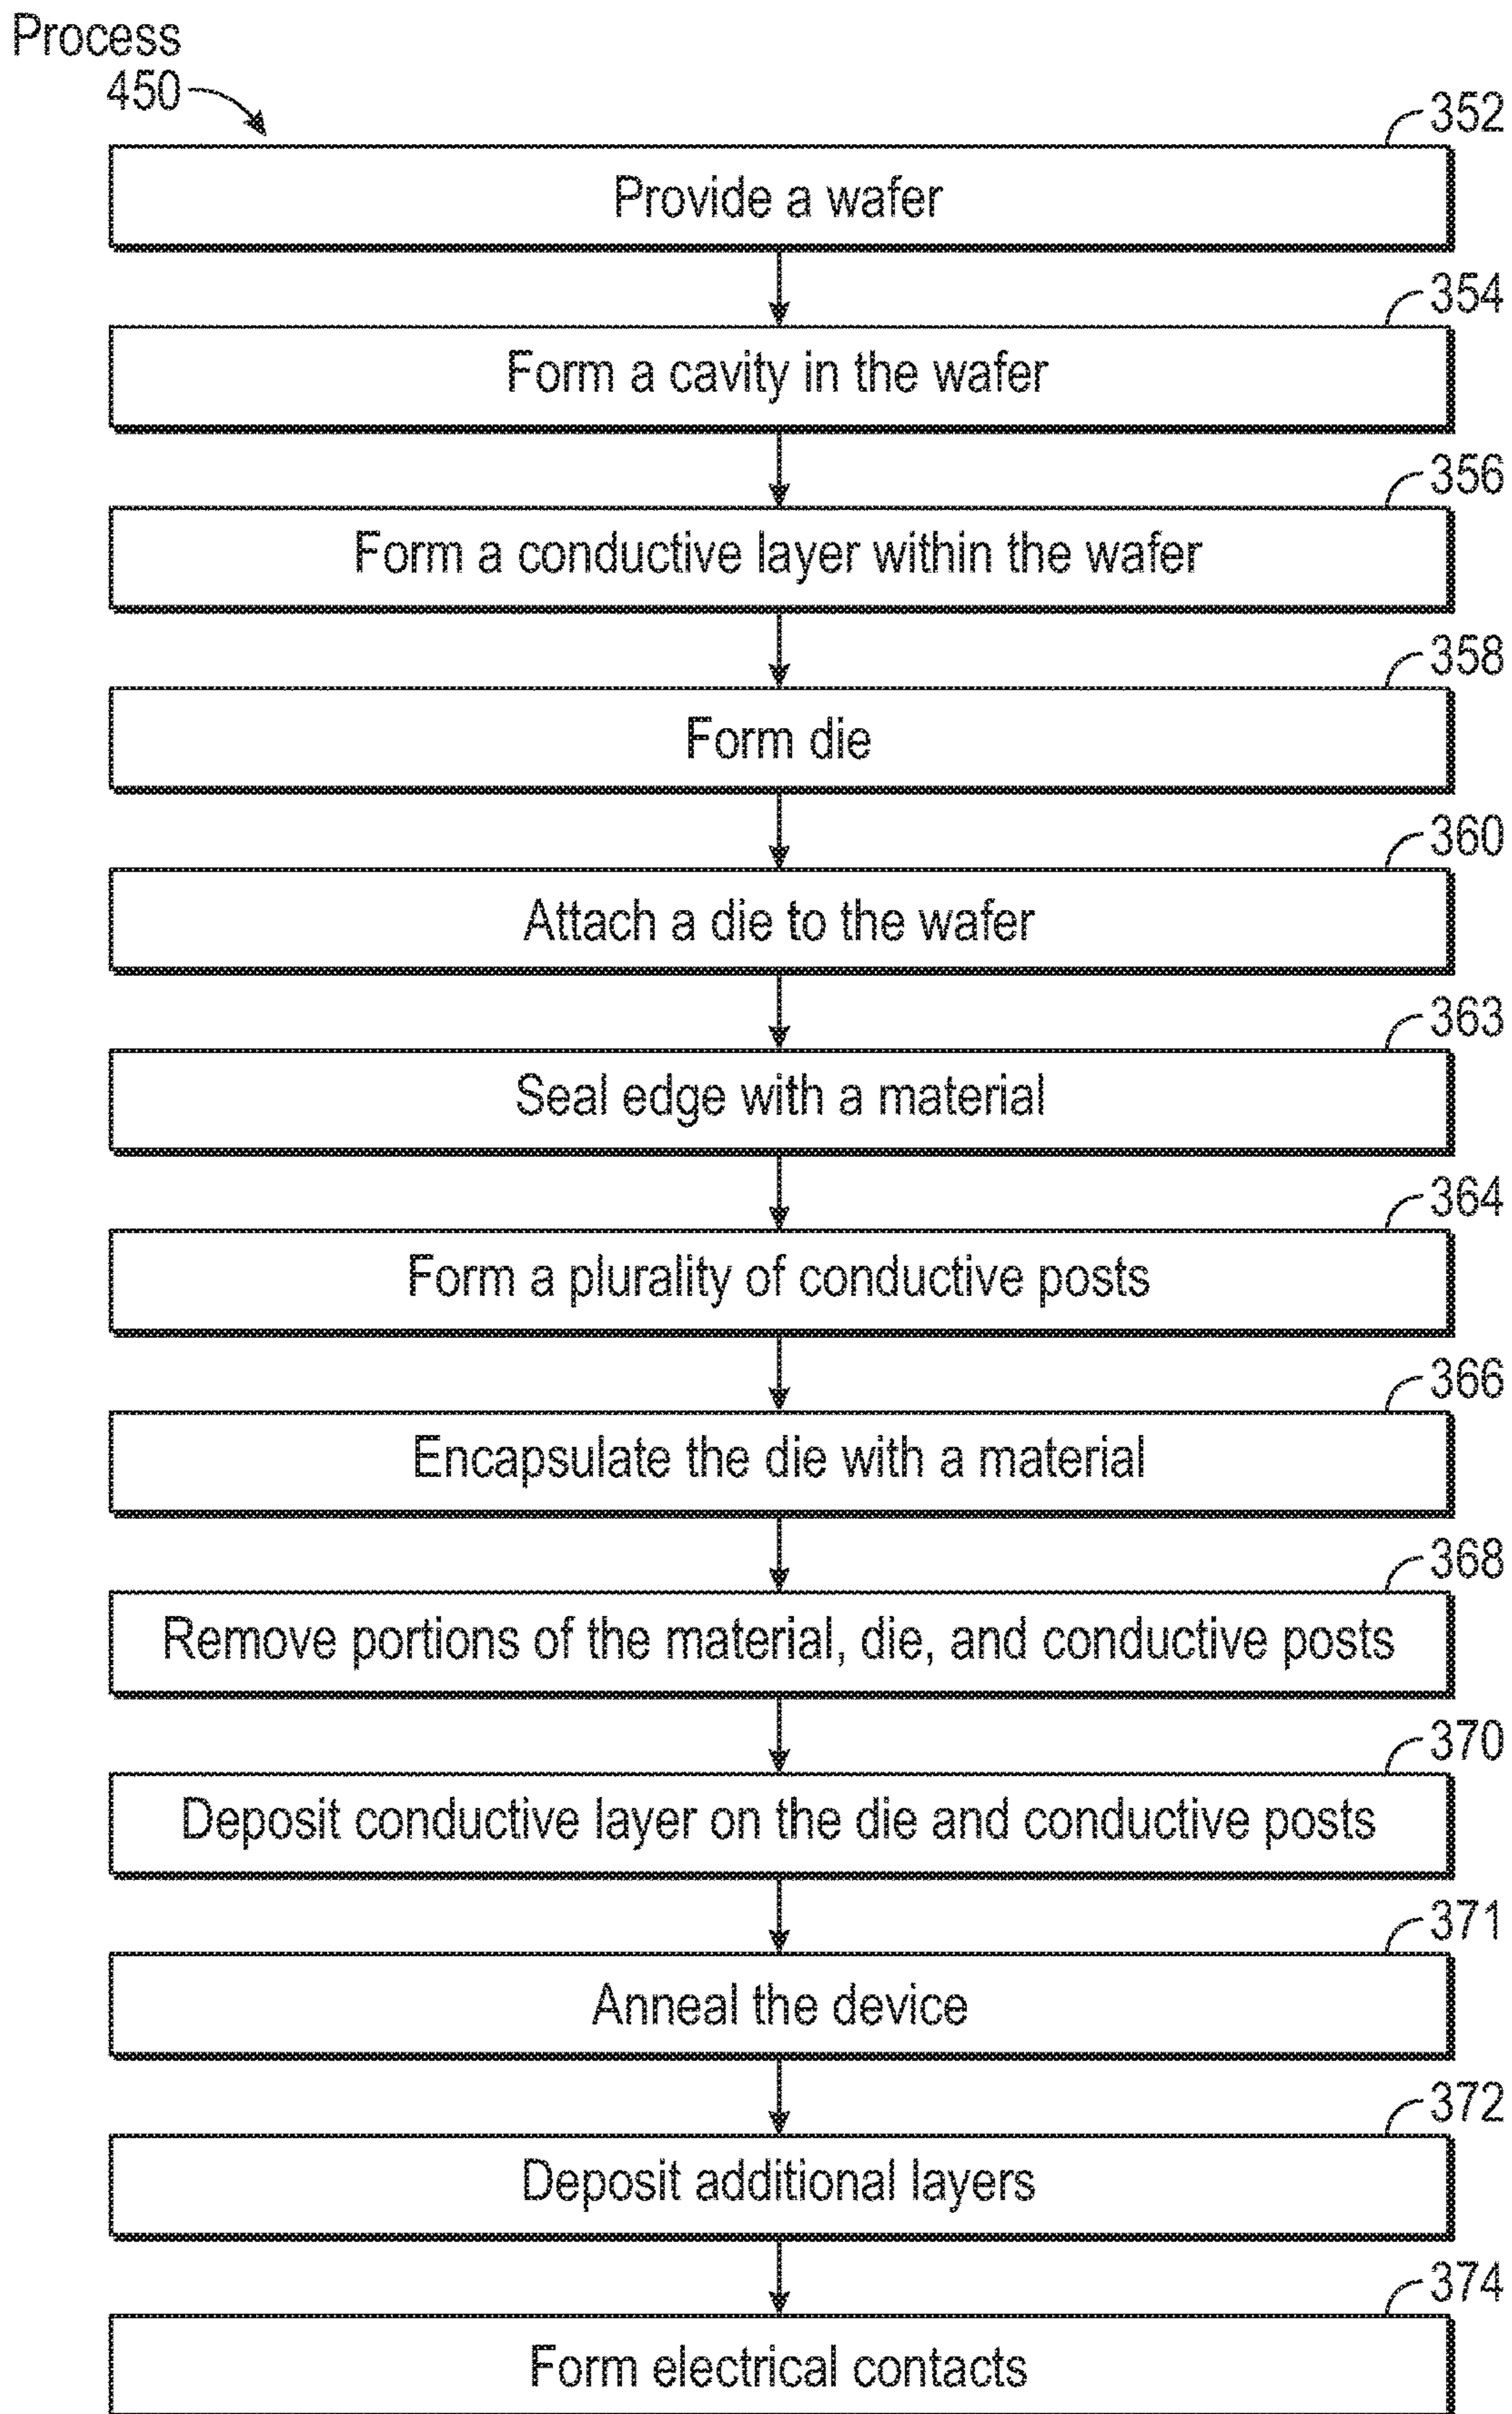 Process
450
352
Provide a wafer
354
Form a cavity in the wafer
356
Form a conductive layer within the wafer
358
Form die
360
Attach a die to the wafer
363
Seal edge with a material
364
Form a plurality of conductive posts
366
Encapsulate the die with a material
368
Remove portions of the material, die, and conductive posts
370
Deposit conductive layer on the die and conductive posts
371
Anneal the device
372
Deposit additional layers
374
Form electrical contacts